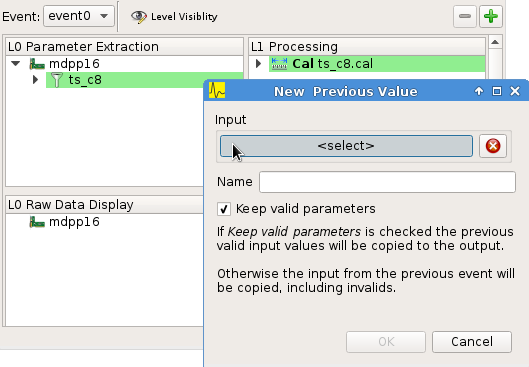 Event: event0 Level Visiblity
L0 Parameter Extraction
mdpp16
ts_c8
L1 Processing
Cal ts_c8.cal
L0 Raw Data Display
mdpp16
New Previous Value
Input
<select>
Name
Keep valid parameters
If Keep valid parameters is checked the previous
valid input values will be copied to the output.
Otherwise the input from the previous event will
be copied, including invalids.
OK Cancel